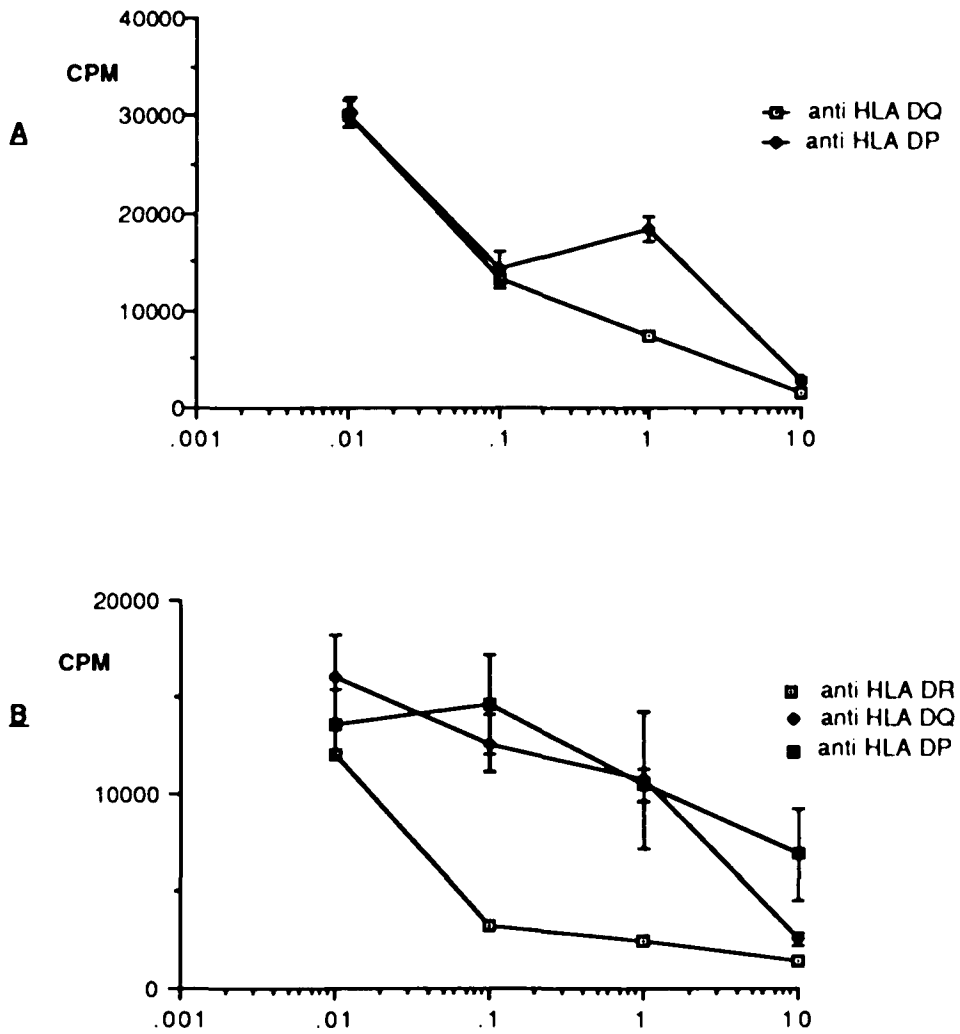 A
CPM
40000
30000
20000
10000
0
.001
.01
.1
1
10
anti HLA DQ
anti HLA DP
B
CPM
20000
10000
0
.001
.01
.1
1
10
anti HLA DR
anti HLA DQ
anti HLA DP